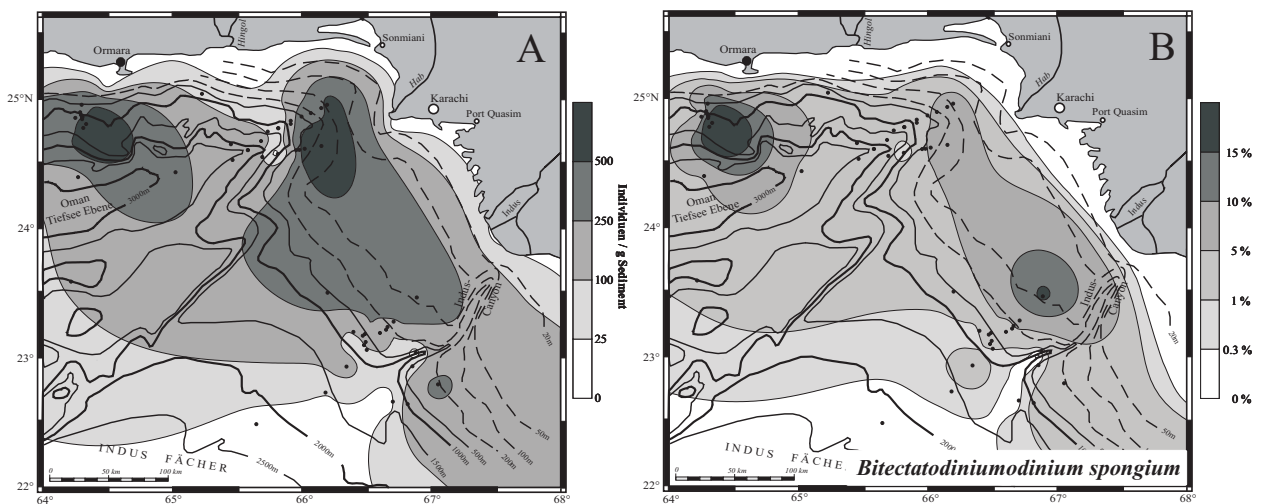 A
Ormara
Hingol
Sonmiani
Hab
Karachi
Port Quasim
Indus
Oman
Tiefsee Ebene
3000m
Indus-
Canyon
20m
50m
100m
200m
500m
1000m
1500m
2000m
2500m
INDUS FÄCHER
0 50 km 100 km
25°N
24°
23°
22°
64° 65° 66° 67° 68°
500
250
100
25
0
Individuen / g Sediment
B
Ormara
Hingol
Sonmiani
Hab
Karachi
Port Quasim
Indus
Oman
Tiefsee Ebene
3000m
Indus-
Canyon
20m
50m
INDUS FÄCHE
0 50 km 100 km
Bitectatodiniumodinium spongium
25°N
24°
23°
22°
64° 65° 66° 67° 68°
15 %
10 %
5 %
1 %
0.3 %
0 %